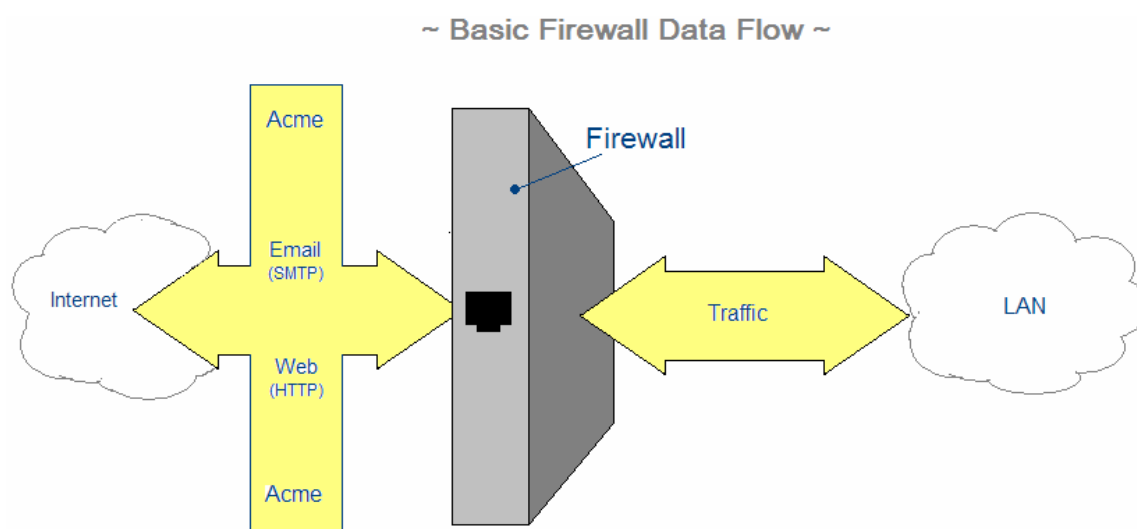 ~ Basic Firewall Data Flow ~
Acme
Firewall
Email
(SMTP)
Internet
Traffic
LAN
Web
(HTTP)
Acme